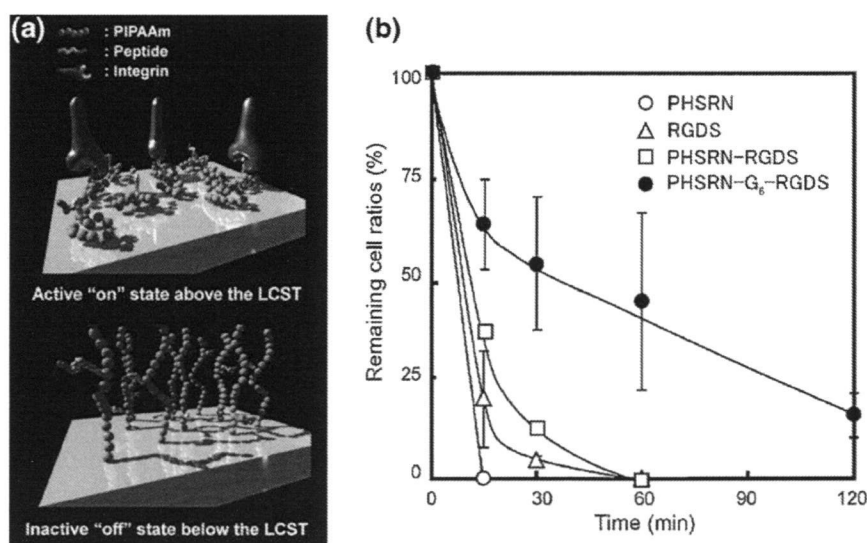 (a)
: PIPAAm
: Peptide
: Integrin
Active "on" state above the LCST
Inactive "off" state below the LCST
(b)
PHSRN
RGDS
PHSRN-RGDS
PHSRN-G₆-RGDS
Remaining cell ratios (%)
100
75
50
25
0
0 30 60 90 120
Time (min)